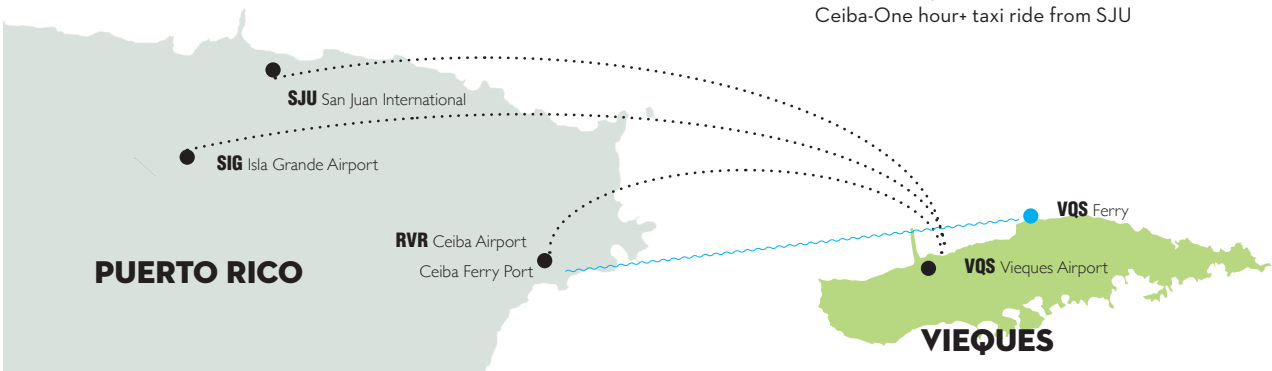 Ceiba-One hour+ taxi ride from SJU
SJU San Juan International
SIG Isla Grande Airport
RVR Ceiba Airport
Ceiba Ferry Port
PUERTO RICO
VQS Ferry
VQS Vieques Airport
VIEQUES